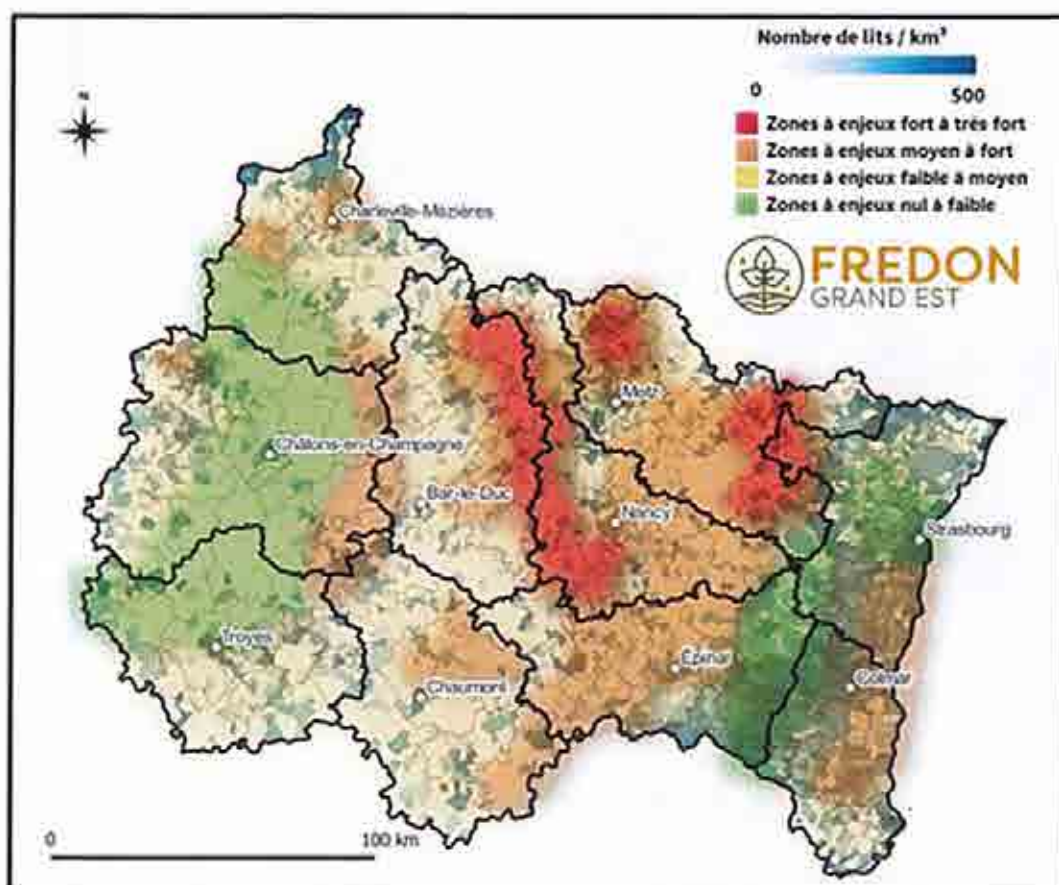 Nombre de lits / km²
0 500
Zones à enjeux fort à très fort
Zones à enjeux moyen à fort
Zones à enjeux faible à moyen
Zones à enjeux nul à faible
FREDON
GRAND EST
N
Charleville-Mézières
Metz
Châlons-en-Champagne
Bar-le-Duc
Nancy
Strasbourg
Troyes
Epinal
Colmar
Chaumont
0 100 km